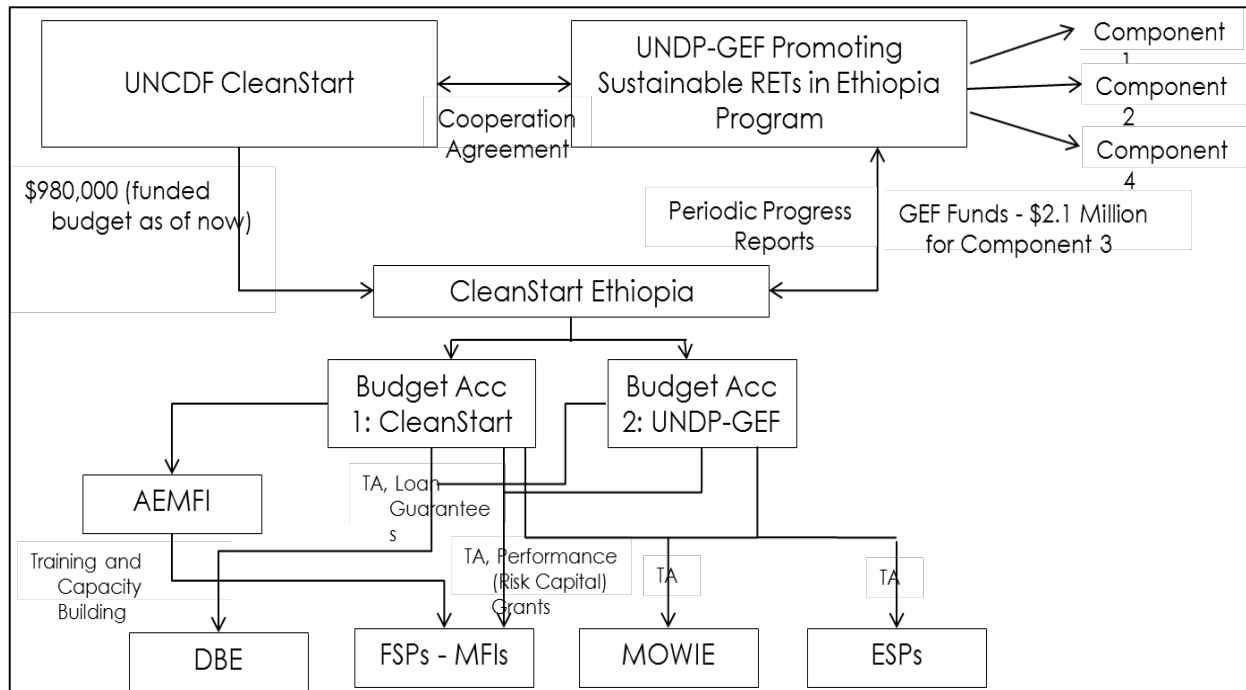 UNCDF CleanStart
UNDP-GEF Promoting
Sustainable RETs in Ethiopia
Program
Component
1
Component
2
Component
4
Cooperation
Agreement
$980,000 (funded
budget as of now)
Periodic Progress
Reports
GEF Funds - $2.1 Million
for Component 3
CleanStart Ethiopia
Budget Acc
1: CleanStart
Budget Acc
2: UNDP-GEF
AEMFI
TA, Loan
Guarantee
s
Training and
Capacity
Building
TA, Performance
(Risk Capital)
Grants
TA
TA
DBE
FSPs - MFIs
MOWIE
ESPs